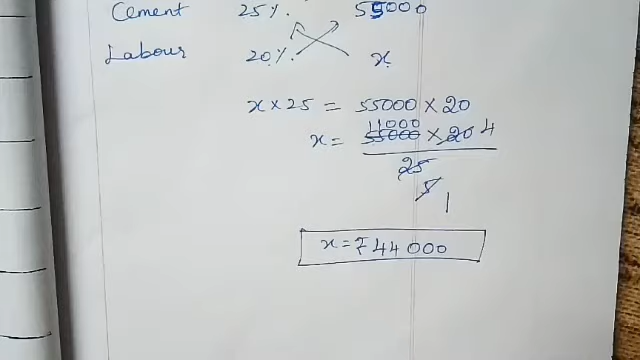 Cement 25%. 55000
Labour 20%. x
x × 25 = 55000 × 20
11000
x = 55000 × 20 4
25
5
1
x = ₹ 44000